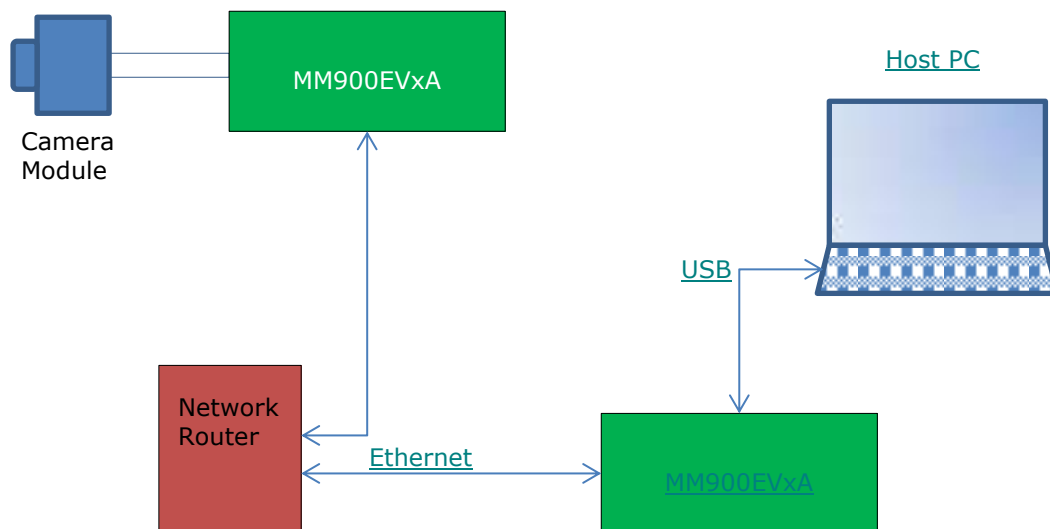 MM900EVxA
Host PC
Camera
Module
USB
Network
Router
Ethernet
MM900EVxA